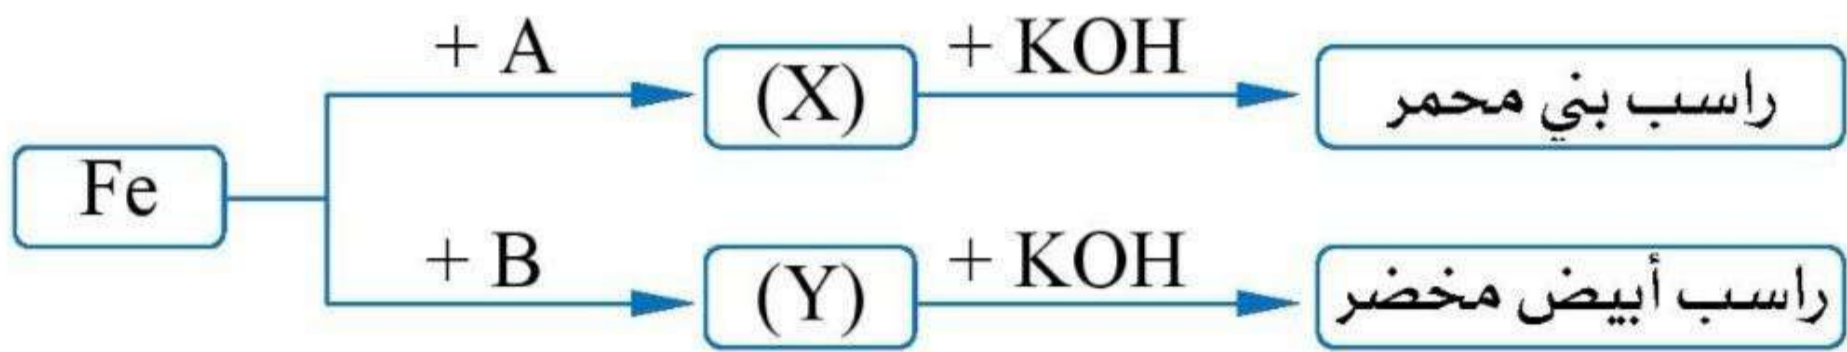 + A
(X)
+ KOH
راسب بني محمر
Fe
+ B
(Y)
+ KOH
راسب أبيض مخضر